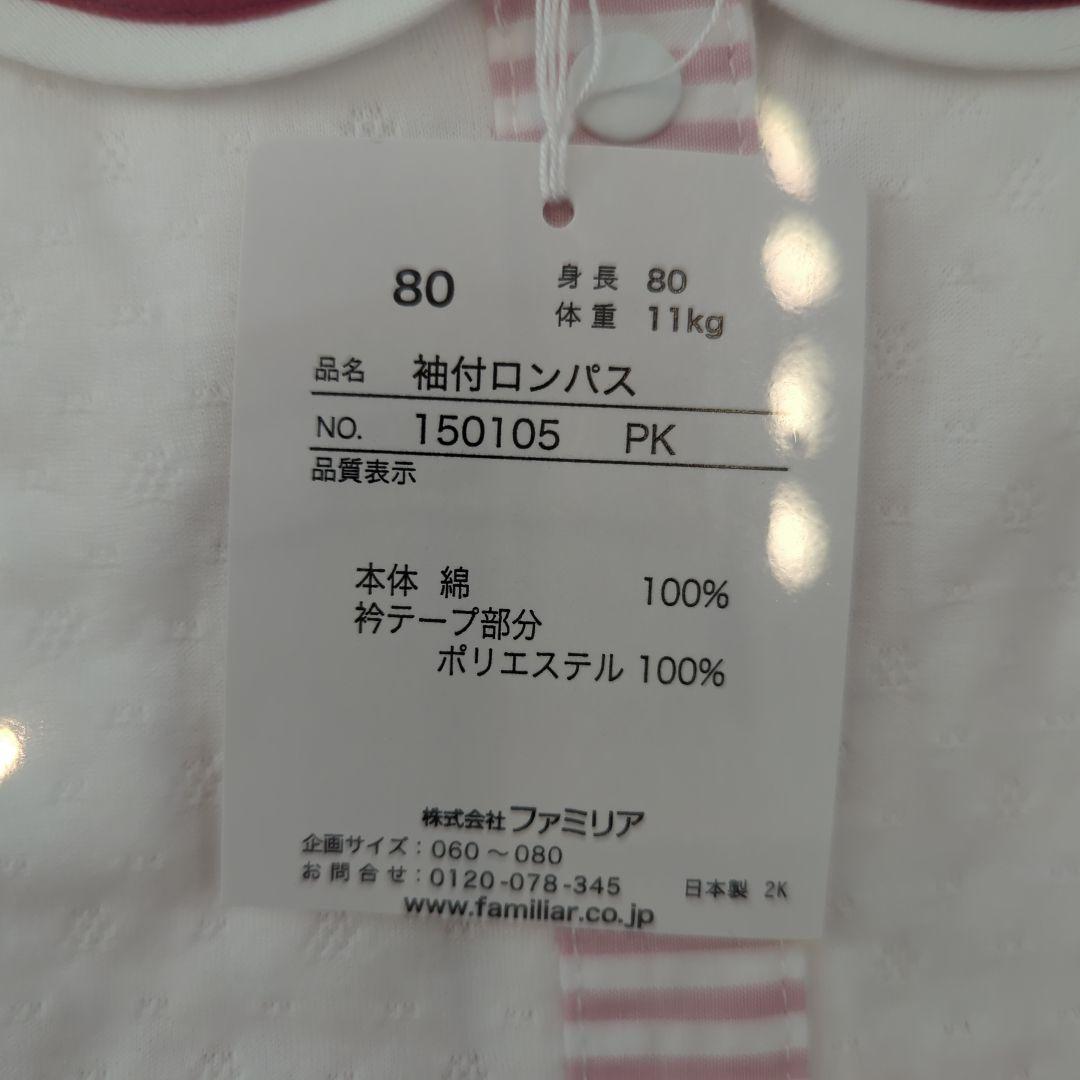 80
身長 80
体重 11kg
品名 袖付ロンパス
NO. 150105 PK
品質表示
本体 綿 100%
衿テープ部分
ポリエステル 100%
株式会社ファミリア
企画サイズ：060～080
お問合せ：0120-078-345 日本製 2K
www.familiar.co.jp